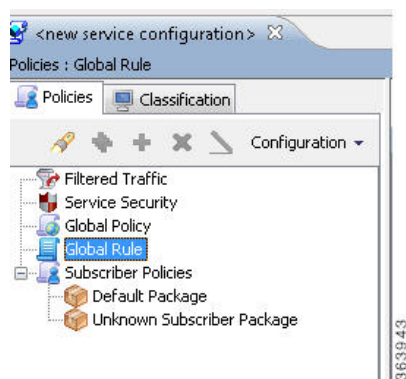 <new service configuration>
Policies : Global Rule
Policies Classification
Configuration
Filtered Traffic
Service Security
Global Policy
Global Rule
Subscriber Policies
Default Package
Unknown Subscriber Package
363943